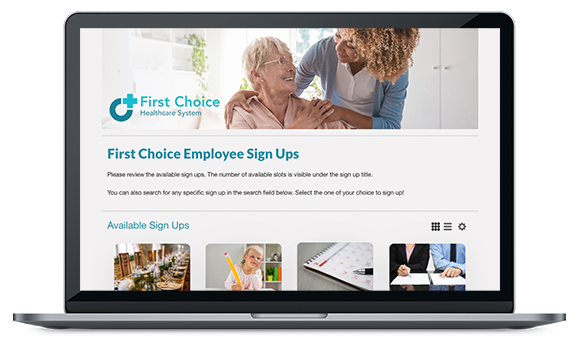 First Choice
Healthcare System
First Choice Employee Sign Ups
Please review the available sign ups. The number of available slots is visible under the sign up title.
You can also search for any specific sign up in the search field below. Select the one of your choice to sign up!
Available Sign Ups